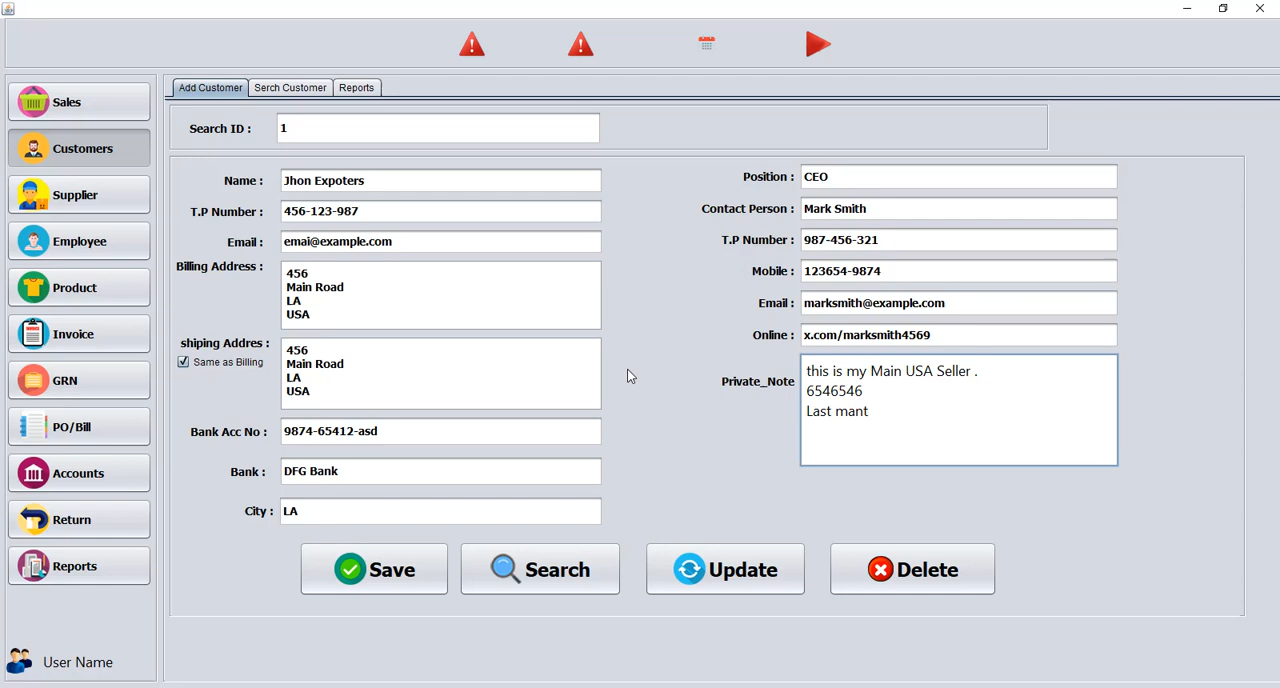 Sales
Customers
Supplier
Employee
Product
Invoice
GRN
PO/Bill
Accounts
Return
Reports
User Name
Add Customer Serch Customer Reports
Search ID : 1
Name : Jhon Expoters
T.P Number : 456-123-987
Email : emai@example.com
Billing Address : 456
Main Road
LA
USA
shiping Addres : 456
Same as Billing Main Road
LA
USA
Bank Acc No : 9874-65412-asd
Bank : DFG Bank
City : LA
Position : CEO
Contact Person : Mark Smith
T.P Number : 987-456-321
Mobile : 123654-9874
Email : marksmith@example.com
Online : x.com/marksmith4569
Private_Note this is my Main USA Seller .
6546546
Last mant
Save Search Update Delete